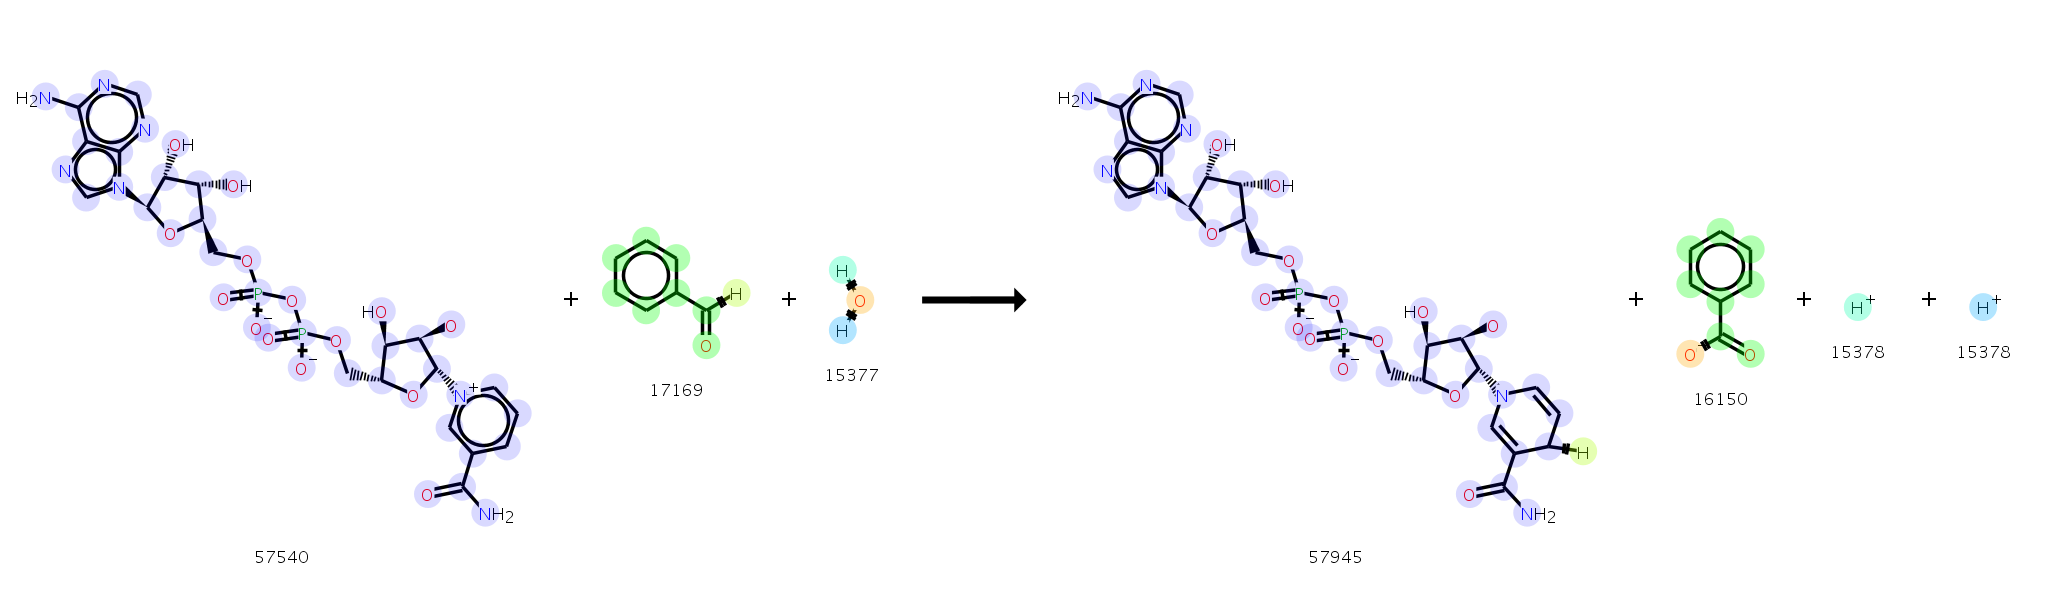 H₂N N N N N OH OH O O O P O⁻ O O P O⁻ O HO O O N⁺ O NH₂
57540
+
H O
17169
+
H O H
15377
H₂N N N N N OH OH O O O P O⁻ O O P O⁻ O HO O O N H O NH₂
57945
+
O⁻ O
16150
+
H⁺
15378
+
H⁺
15378